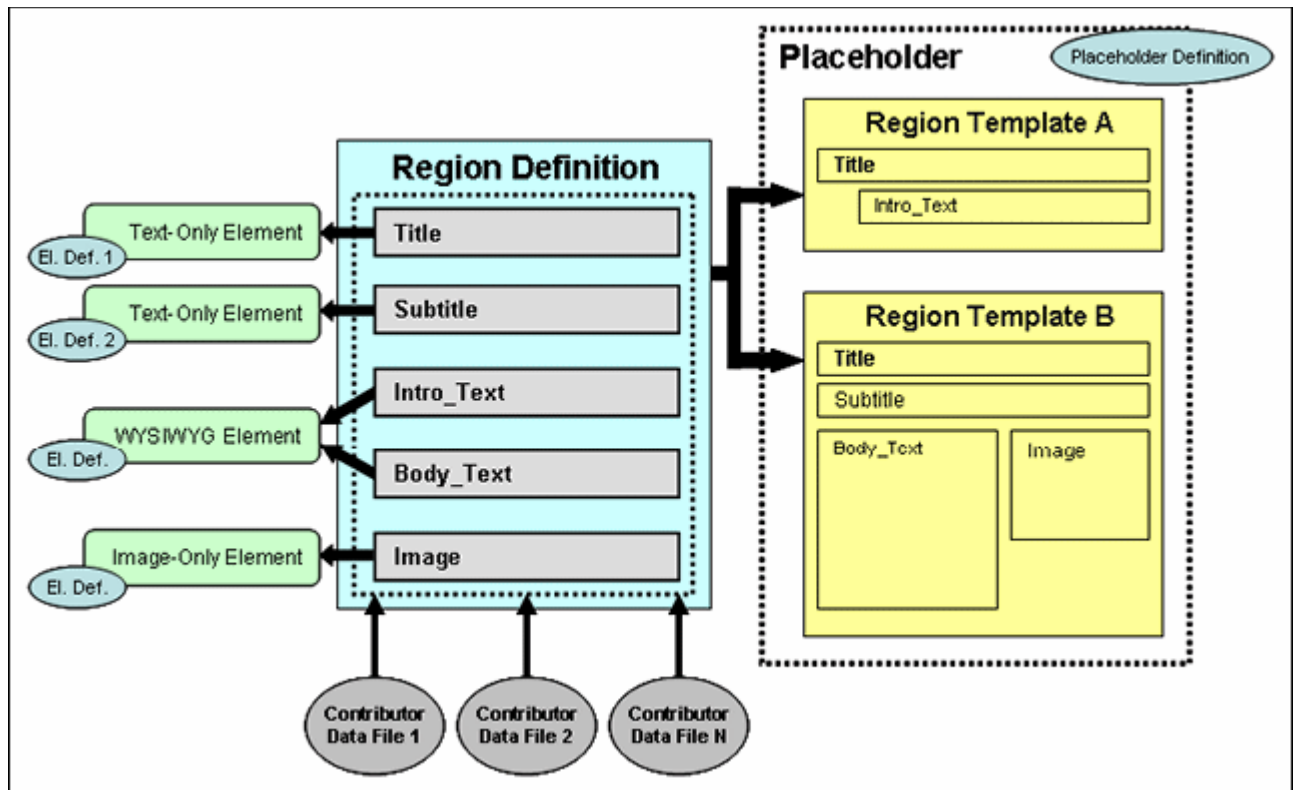 Placeholder
Placeholder Definition
Region Template A
Title
Intro_Text
Region Definition
Text-Only Element
El. Def. 1
Title
Text-Only Element
El. Def. 2
Subtitle
Region Template B
Title
Subtitle
Body_Text
Image
Intro_Text
WYSIWYG Element
El. Def.
Body_Text
Image-Only Element
El. Def.
Image
Contributor
Data File 1
Contributor
Data File 2
Contributor
Data File N